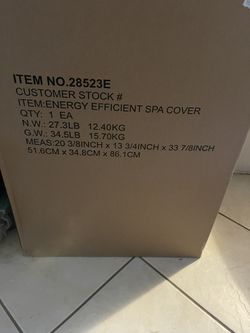 ITEM NO.28523E
CUSTOMER STOCK #
ITEM:ENERGY EFFICIENT SPA COVER
QTY: 1 EA
N.W.: 27.3LB 12.40KG
G.W.: 34.5LB 15.70KG
MEAS:20 3/8INCH x 13 3/4INCH x 33 7/8INCH
51.6CM x 34.8CM x 86.1CM